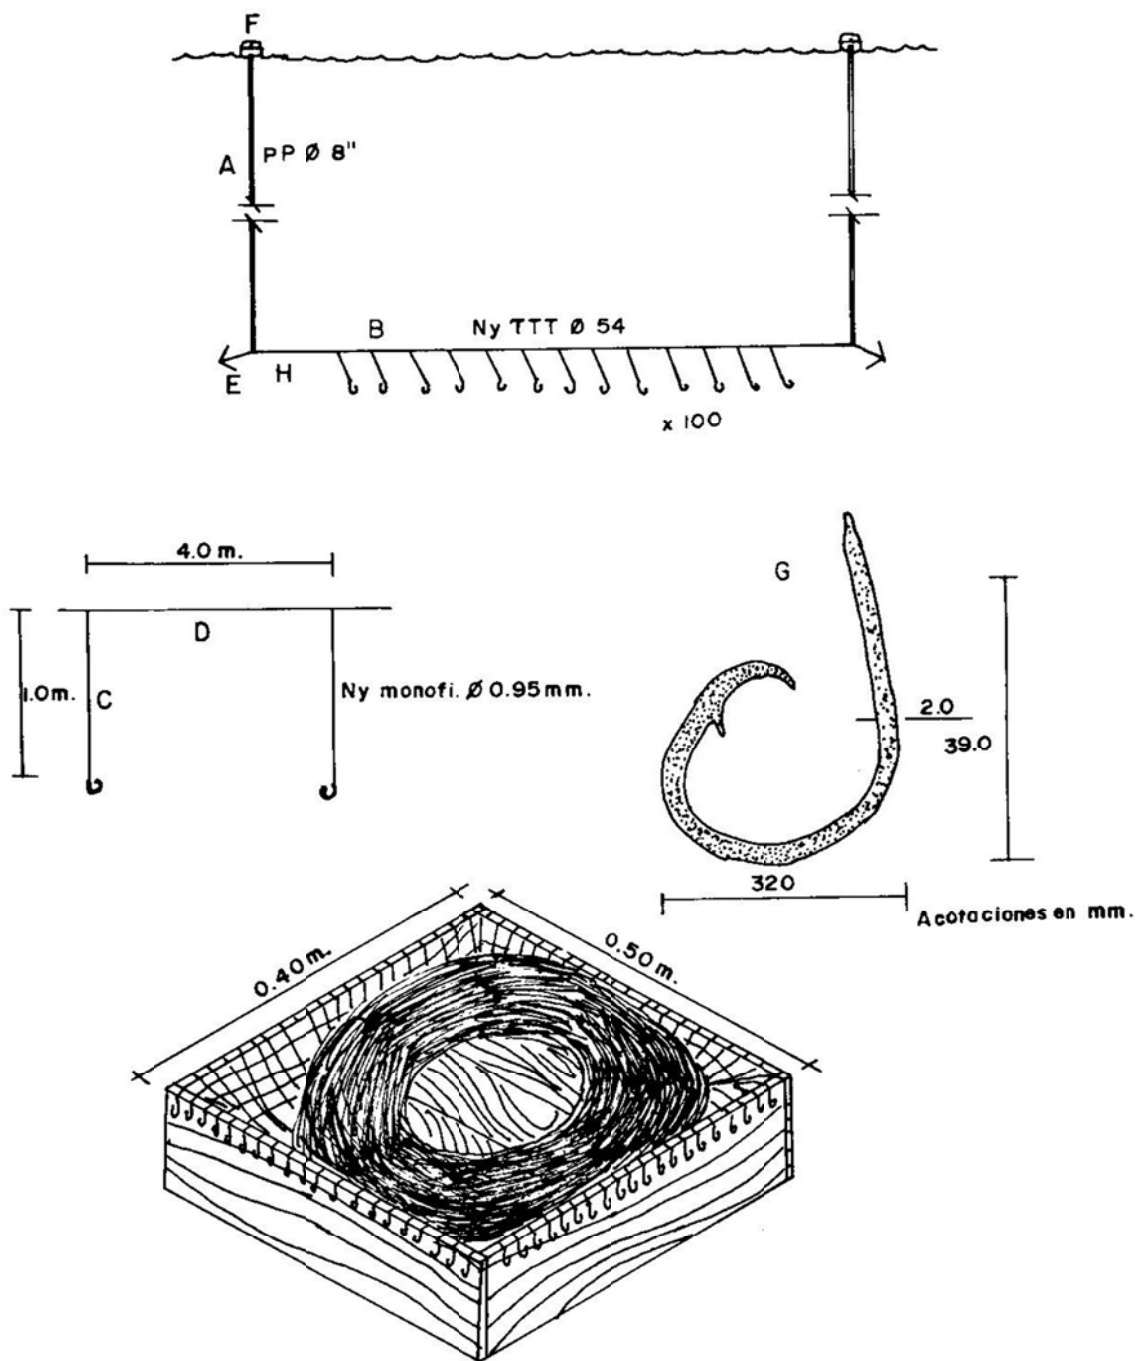 F
A PP Ø 8"
B Ny TTT Ø 54
E H
x 100
4.0 m.
D
1.0m. C Ny monofi. Ø 0.95 mm.
G
2.0
39.0
320
Acotaciones en mm.
0.40 m. 0.50 m.